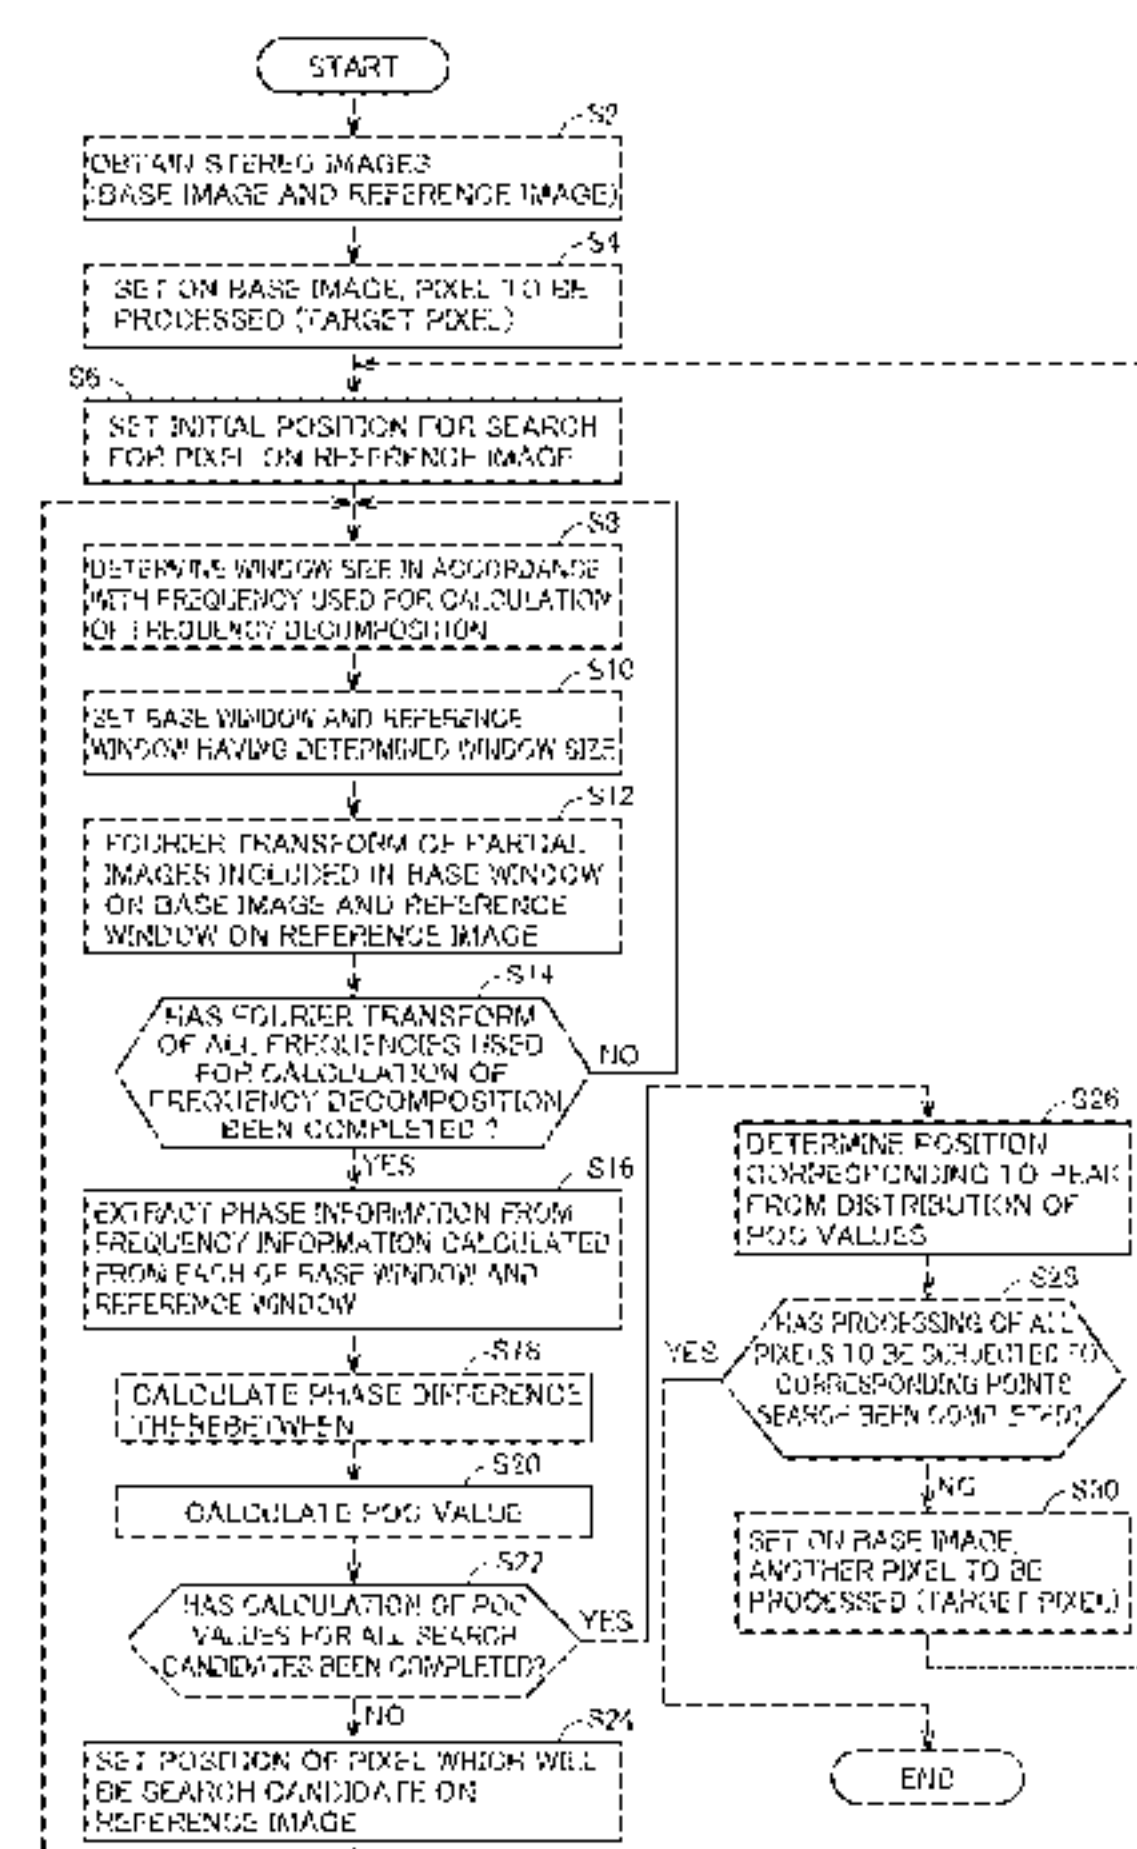 START
S2
OBTAIN STEREO IMAGES
(BASE IMAGE AND REFERENCE IMAGE)
S4
SET ON BASE IMAGE, PIXEL TO BE
PROCESSED (TARGET PIXEL)
S6
SET INITIAL POSITION FOR SEARCH
FOR PIXEL ON REFERENCE IMAGE
S8
DETERMINE WINDOW SIZE IN ACCORDANCE
WITH FREQUENCY USED FOR CALCULATION
OF FREQUENCY DECOMPOSITION
S10
SET BASE WINDOW AND REFERENCE
WINDOW HAVING DETERMINED WINDOW SIZE
S12
FOURIER TRANSFORM OF PARTIAL
IMAGES INCLUDED IN BASE WINDOW
ON BASE IMAGE AND REFERENCE
WINDOW ON REFERENCE IMAGE
S14
HAS FOURIER TRANSFORM
OF ALL FREQUENCIES USED
FOR CALCULATION OF
FREQUENCY DECOMPOSITION
BEEN COMPLETED ?
NO
YES
S16
EXTRACT PHASE INFORMATION FROM
FREQUENCY INFORMATION CALCULATED
FROM EACH OF BASE WINDOW AND
REFERENCE WINDOW
S18
CALCULATE PHASE DIFFERENCE
THEREBETWEEN
S20
CALCULATE POC VALUE
S22
HAS CALCULATION OF POC
VALUES FOR ALL SEARCH
CANDIDATES BEEN COMPLETED?
YES
NO
S24
SET POSITION OF PIXEL WHICH WILL
BE SEARCH CANDIDATE ON
REFERENCE IMAGE
S26
DETERMINE POSITION
CORRESPONDING TO PEAK
FROM DISTRIBUTION OF
POC VALUES
S28
HAS PROCESSING OF ALL
PIXELS TO BE SUBJECTED TO
CORRESPONDING POINTS
SEARCH BEEN COMPLETED?
YES
NO
S30
SET ON BASE IMAGE,
ANOTHER PIXEL TO BE
PROCESSED (TARGET PIXEL)
END